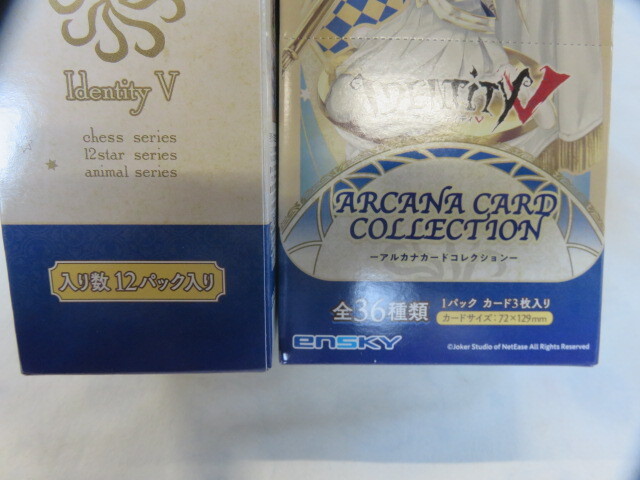 Identity V
chess series
12star series
animal series
入り数 12パック入り
IDENTITY V
ARCANA CARD
COLLECTION
―アルカナカードコレクション―
全36種類
1パック カード3枚入り
カードサイズ:72×129mm
ensky
©Joker Studio of NetEase All Rights Reserved